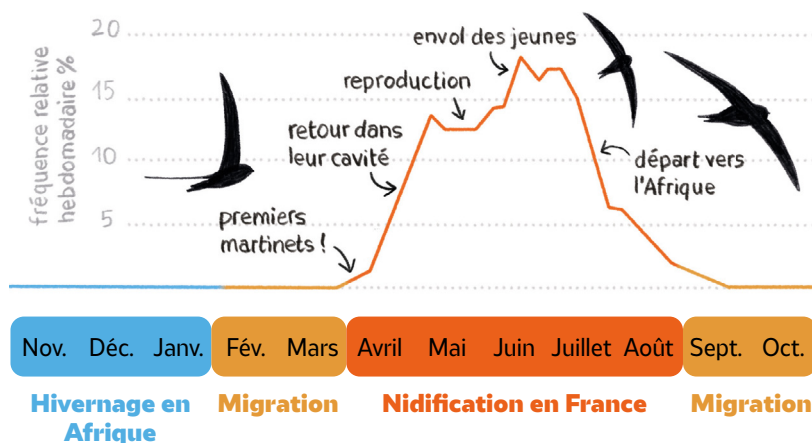 fréquence relative
hebdomadaire %
20
15
10
5
envol des jeunes
reproduction
retour dans
leur cavité
premiers
martinets !
départ vers
l'Afrique
Nov. Déc. Janv. Fév. Mars Avril Mai Juin Juillet Août Sept. Oct.
Hivernage en
Afrique
Migration
Nidification en France
Migration